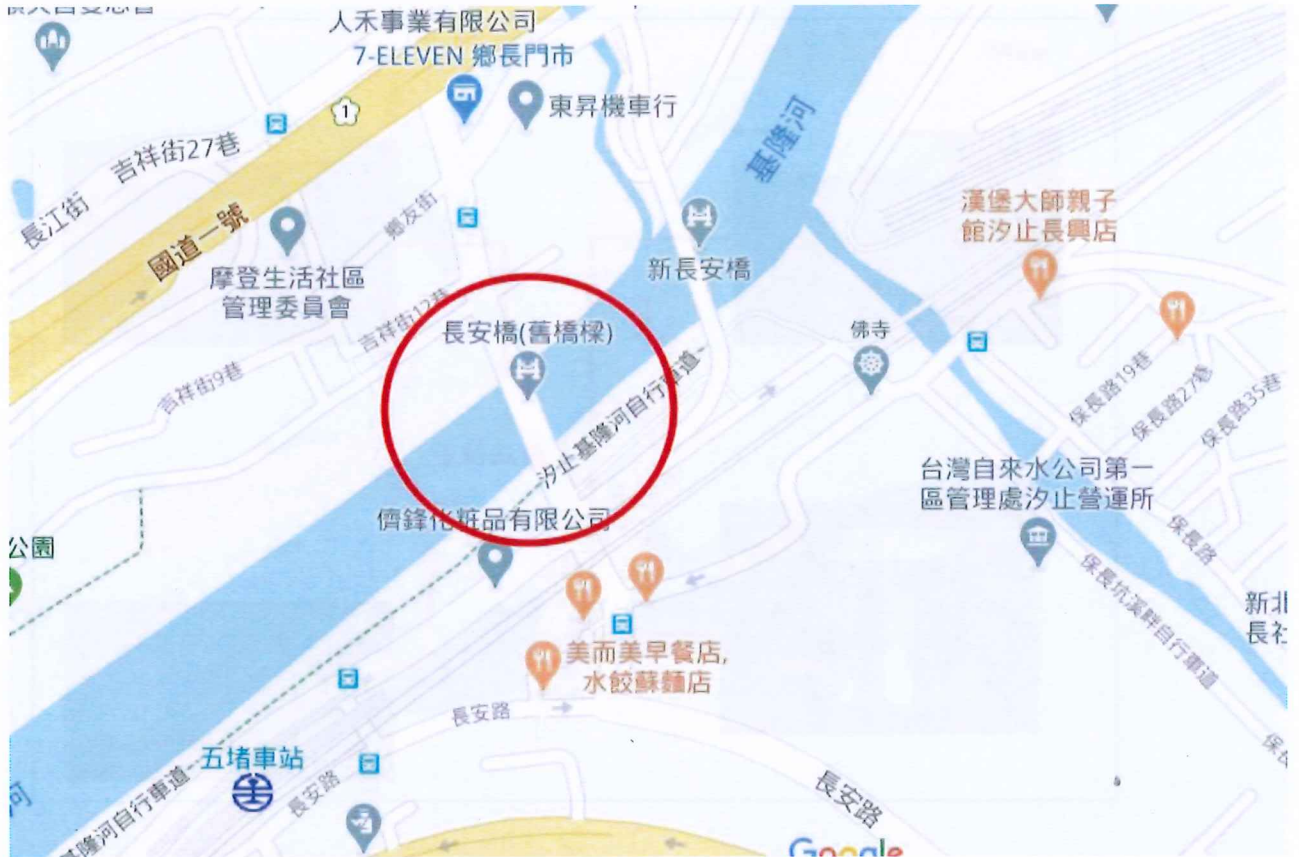 人禾事業有限公司
7-ELEVEN 鄉長門市
東昇機車行
1
吉祥街27巷
長江街
國道一號
鄉友街
基隆河
漢堡大師親子
館汐止長興店
新長安橋
摩登生活社區
管理委員會
吉祥街12巷
長安橋(舊橋樑)
佛寺
吉祥街9巷
汐止基隆河自行車道
保長路19巷
保長路27巷
保長路35巷
台灣自來水公司第一
區管理處汐止營運所
儕鋒化粧品有限公司
公園
保長路
保長坑溪畔自行車道
新北
長社
美而美早餐店,
水餃蘇麵店
長安路
五堵車站
長安路
長安路
河
基隆河自行車道
Google